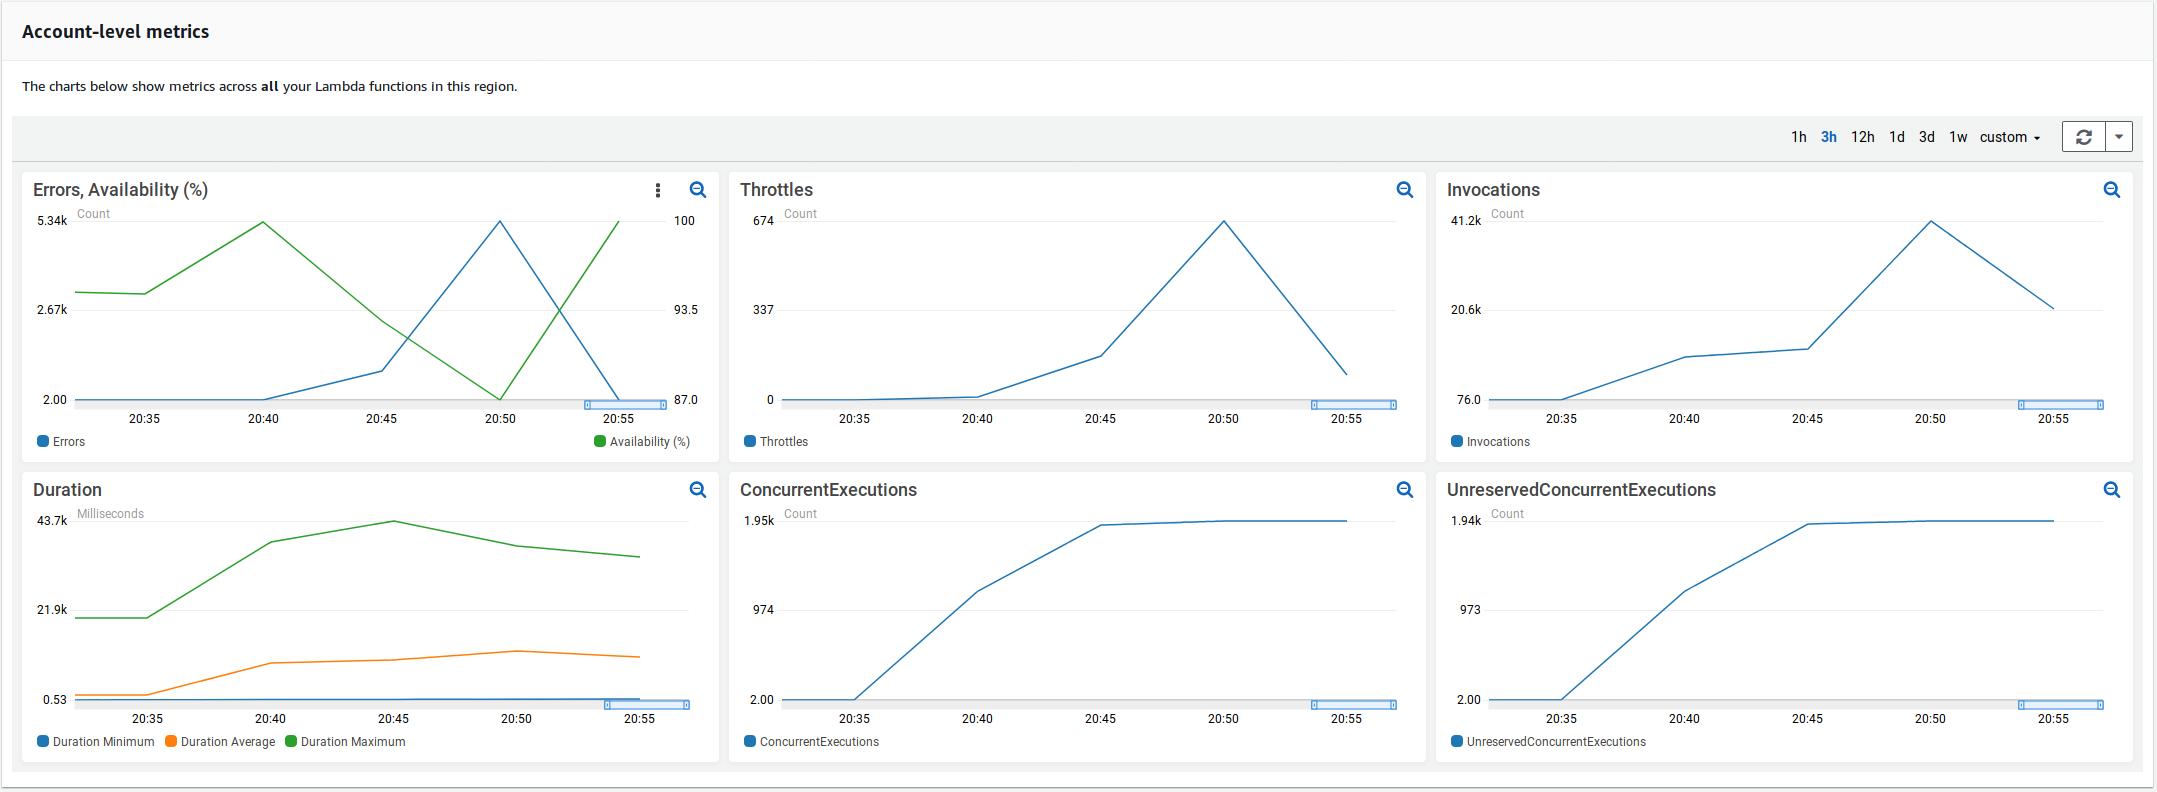 Account-level metrics
The charts below show metrics across all your Lambda functions in this region.
1h 3h 12h 1d 3d 1w custom
Errors, Availability (%)
Count
5.34k 100
2.67k 93.5
2.00 87.0
20:35 20:40 20:45 20:50 20:55
Errors Availability (%)
Throttles
Count
674
337
0
20:35 20:40 20:45 20:50 20:55
Throttles
Invocations
Count
41.2k
20.6k
76.0
20:35 20:40 20:45 20:50 20:55
Invocations
Duration
Milliseconds
43.7k
21.9k
0.53
20:35 20:40 20:45 20:50 20:55
Duration Minimum Duration Average Duration Maximum
ConcurrentExecutions
Count
1.95k
974
2.00
20:35 20:40 20:45 20:50 20:55
ConcurrentExecutions
UnreservedConcurrentExecutions
Count
1.94k
973
2.00
20:35 20:40 20:45 20:50 20:55
UnreservedConcurrentExecutions